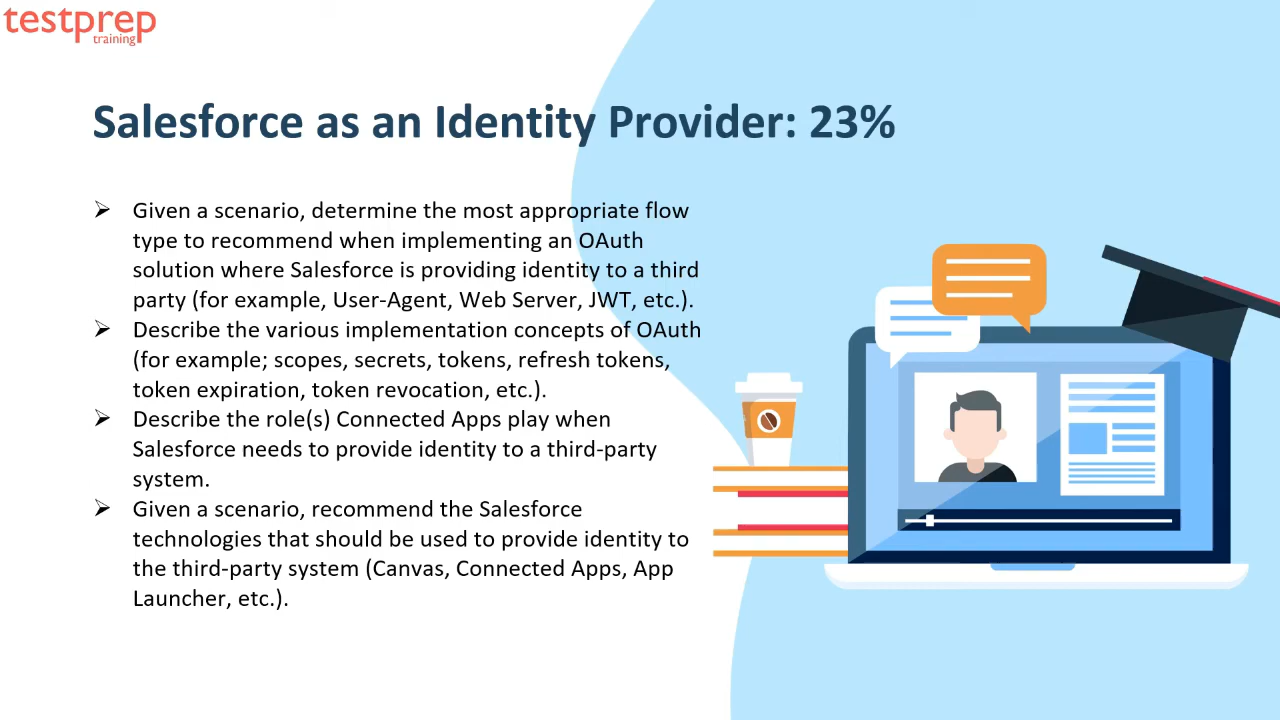 testprep
training
Salesforce as an Identity Provider: 23%
➢ Given a scenario, determine the most appropriate flow
type to recommend when implementing an OAuth
solution where Salesforce is providing identity to a third
party (for example, User-Agent, Web Server, JWT, etc.).
➢ Describe the various implementation concepts of OAuth
(for example; scopes, secrets, tokens, refresh tokens,
token expiration, token revocation, etc.).
➢ Describe the role(s) Connected Apps play when
Salesforce needs to provide identity to a third-party
system.
➢ Given a scenario, recommend the Salesforce
technologies that should be used to provide identity to
the third-party system (Canvas, Connected Apps, App
Launcher, etc.).